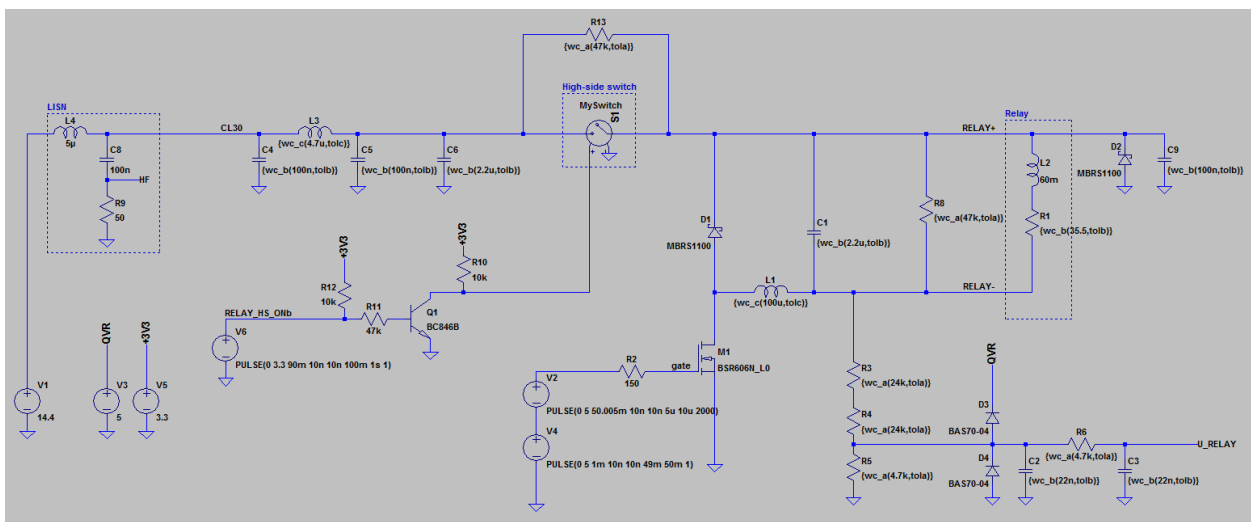 R13
{wc_a(47k,tola)}
High-side switch
MySwitch
S1
LISN
L4
5µ
C8
100n
HF
R9
50
CL30
L3
{wc_c(4.7u,tolc)}
C4
{wc_b(100n,tolb)}
C5
{wc_b(100n,tolb)}
C6
{wc_b(2.2u,tolb)}
RELAY+
Relay
L2
60m
R1
{wc_b(35.5,tolb)}
D2
MBRS1100
C9
{wc_b(100n,tolb)}
D1
MBRS1100
C1
{wc_b(2.2u,tolb)}
R8
{wc_a(47k,tola)}
L1
{wc_c(100u,tolc)}
RELAY-
+3V3
R12
10k
+3V3
R10
10k
RELAY_HS_ONb
R11
47k
Q1
BC846B
V6
PULSE(0 3.3 90m 10n 10n 100m 1s 1)
V1
14.4
QVR
V3
5
+3V3
V5
3.3
R2
150
gate
M1
BSR606N_L0
V2
PULSE(0 5 50.005m 10n 10n 5u 10u 2000)
V4
PULSE(0 5 1m 10n 10n 49m 50m 1)
R3
{wc_a(24k,tola)}
R4
{wc_a(24k,tola)}
R5
{wc_a(4.7k,tola)}
QVR
D3
BAS70-04
D4
BAS70-04
C2
{wc_b(22n,tolb)}
R6
{wc_a(4.7k,tola)}
C3
{wc_b(22n,tolb)}
U_RELAY